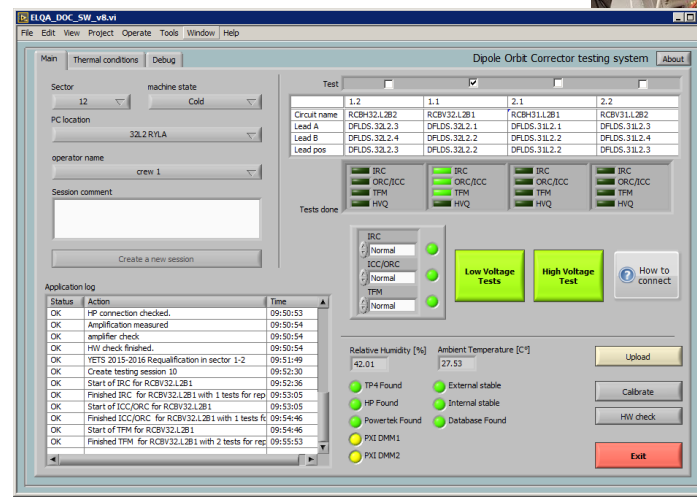 ELQA_DOC_SW_v8.vi
File Edit View Project Operate Tools Window Help
Main Thermal conditions Debug
Dipole Orbit Corrector testing system About
Sector machine state
12 Cold
PC location
32L2 RYLA
operator name
crew 1
Session comment
Create a new session
Test
1.2 1.1 2.1 2.2
Circuit name RCBH32.L2B2 RCBV32.L2B1 RCBH31.L2B1 RCBV31.L2B2
Lead A DFLDS.32L2.3 DFLDS.32L2.1 DFLDS.31L2.1 DFLDS.31L2.3
Lead B DFLDS.32L2.4 DFLDS.32L2.2 DFLDS.31L2.2 DFLDS.31L2.4
Lead pos DFLDS.32L2.3 DFLDS.32L2.2 DFLDS.31L2.2 DFLDS.31L2.3
Tests done
IRC IRC IRC IRC
ORC/ICC ORC/ICC ORC/ICC ORC/ICC
TFM TFM TFM TFM
HVQ HVQ HVQ HVQ
IRC
Normal
ICC/ORC
Normal
TFM
Normal
Low Voltage
Tests
High Voltage
Test
How to
connect
Application log
Status Action Time
OK HP connection checked. 09:50:53
OK Amplification measured 09:50:54
OK amplifier check 09:50:54
OK HW check finished. 09:50:54
OK YETS 2015-2016 Requalification in sector 1-2 09:51:49
OK Create testing session 10 09:52:30
OK Start of IRC for RCBV32.L2B1 09:52:36
OK Finished IRC for RCBV32.L2B1 with 1 tests for rep 09:53:05
OK Start of ICC/ORC for RCBV32.L2B1 09:53:05
OK Finished ICC/ORC for RCBV32.L2B1 with 1 tests fo 09:54:46
OK Start of TFM for RCBV32.L2B1 09:54:46
OK Finished TFM for RCBV32.L2B1 with 2 tests for rep 09:55:53
Relative Humidity [%] Ambient Temperature [C°]
42.01 27.53
TP4 Found External stable
HP Found Internal stable
Powertek Found Database Found
PXI DMM1
PXI DMM2
Upload
Calibrate
HW check
Exit